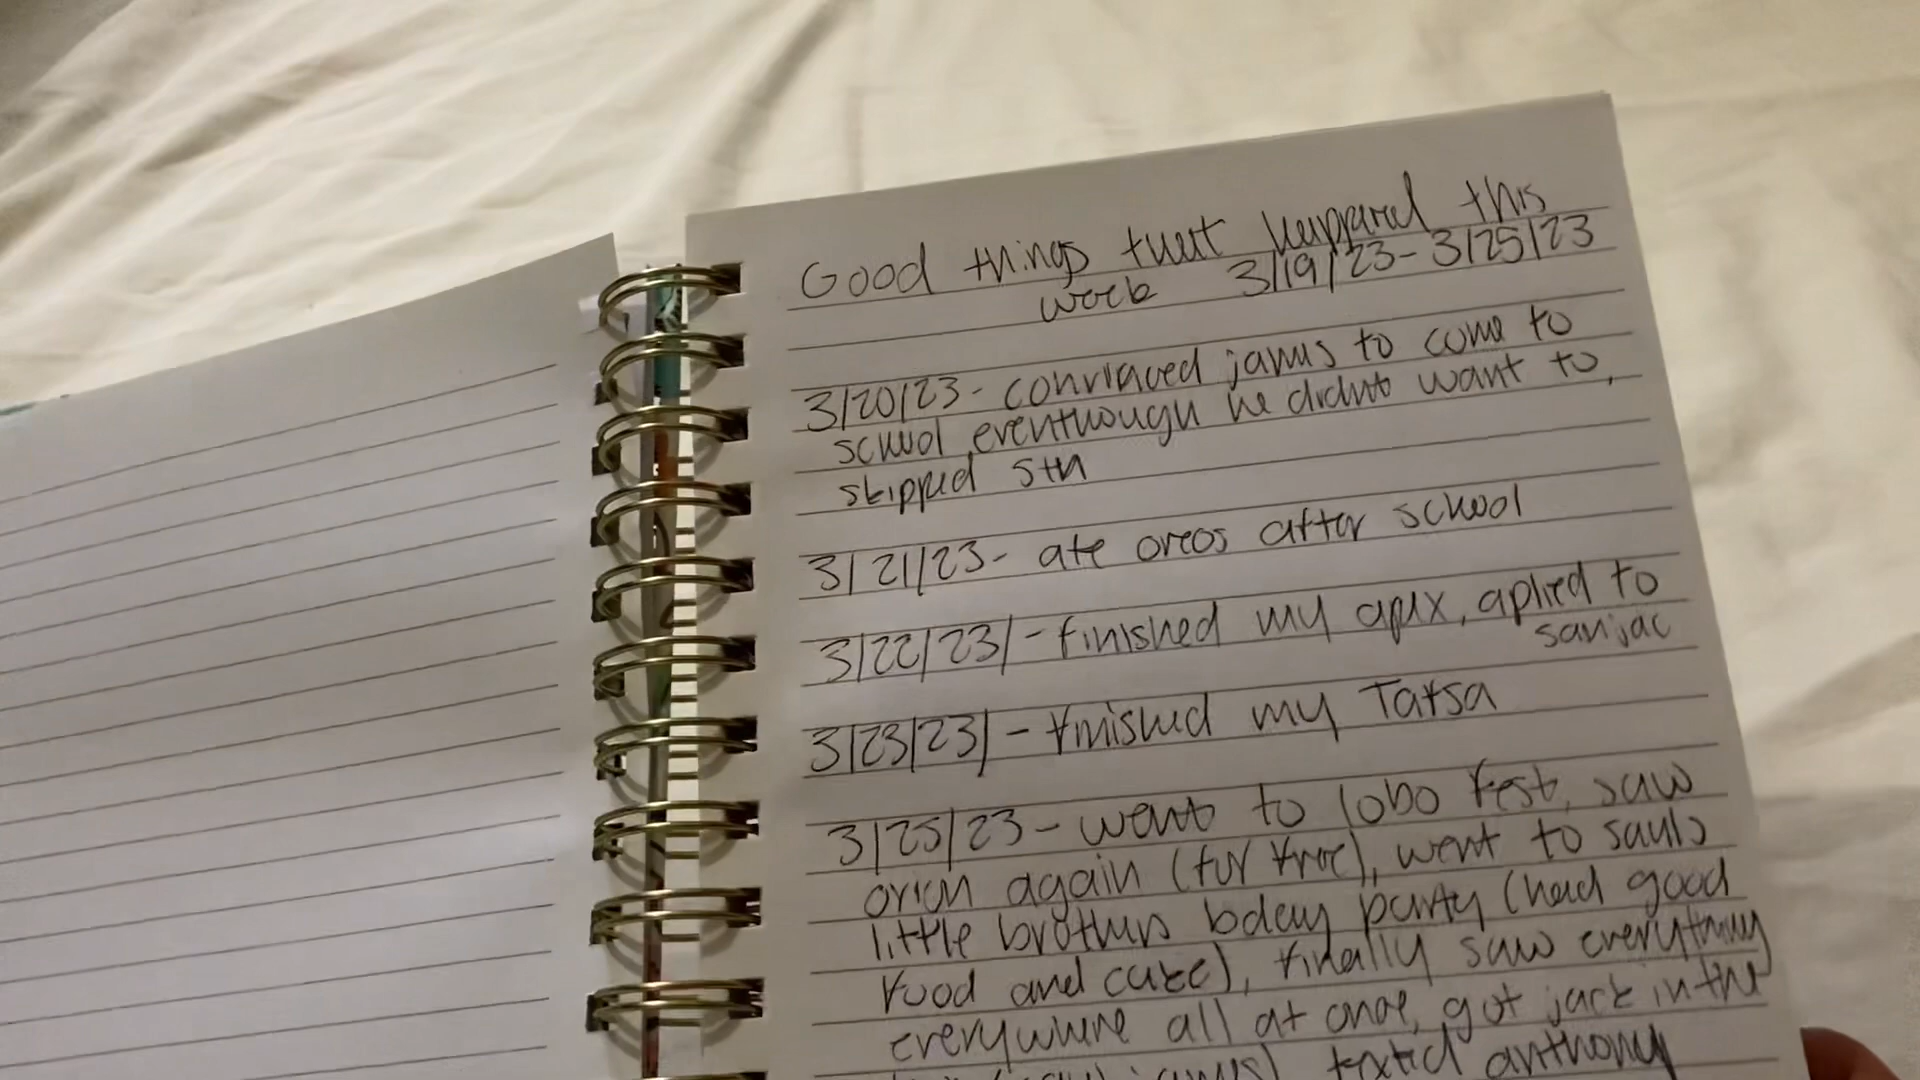 Good things that happened this
week 3/19/23-3/25/23
3/20/23- convinced james to come to
school eventhough he didnt want to,
skipped 5th
3/21/23- ate oreos after school
3/22/23/- finished my apex, aplied to
sanjac
3/23/23/- finished my Tafsa
3/25/23- went to lobo fest, saw
orion again (for free), went to sauls
little brothers bday party (had good
food and cake), finally saw everything
everywhere all at once, got jack in the
texted anthony